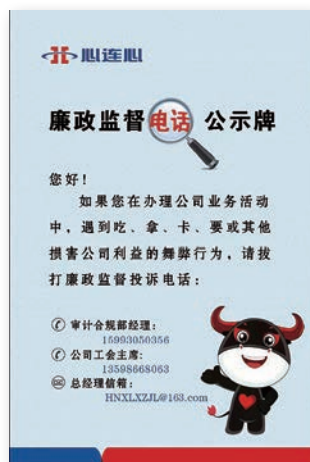 心连心
廉政监督电话 公示牌
您好！
如果您在办理公司业务活动
中，遇到吃、拿、卡、要或其他
损害公司利益的舞弊行为，请拨
打廉政监督投诉电话：
审计合规部经理：
15993050356
公司工会主席：
13598668063
总经理信箱：
HNXLXZJL@163.com